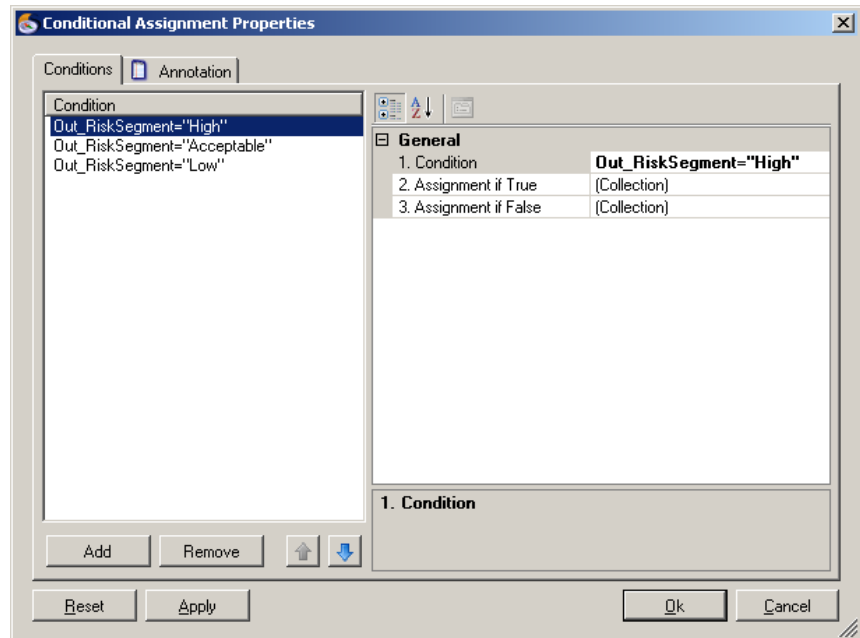 Conditional Assignment Properties
Conditions
Annotation
Condition
Out_RiskSegment="High"
Out_RiskSegment="Acceptable"
Out_RiskSegment="Low"
General
1. Condition Out_RiskSegment="High"
2. Assignment if True (Collection)
3. Assignment if False (Collection)
1. Condition
Add Remove
Reset Apply Ok Cancel